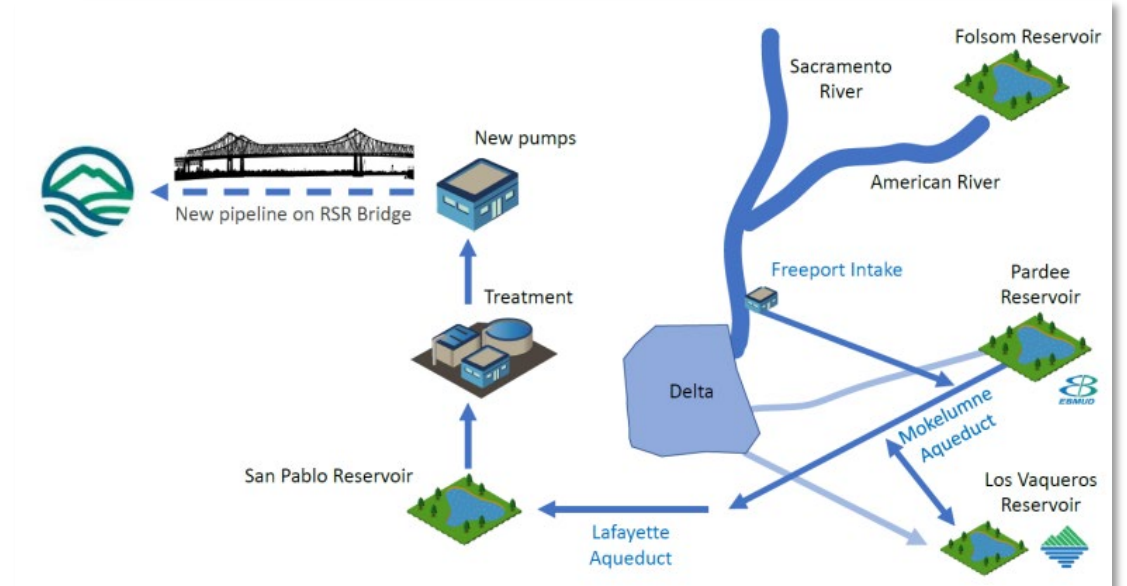 Folsom Reservoir
Sacramento
River
New pumps
American River
New pipeline on RSR Bridge
Freeport Intake
Pardee
Reservoir
Treatment
Delta
EBMUD
Mokelumne
Aqueduct
San Pablo Reservoir
Los Vaqueros
Reservoir
Lafayette
Aqueduct